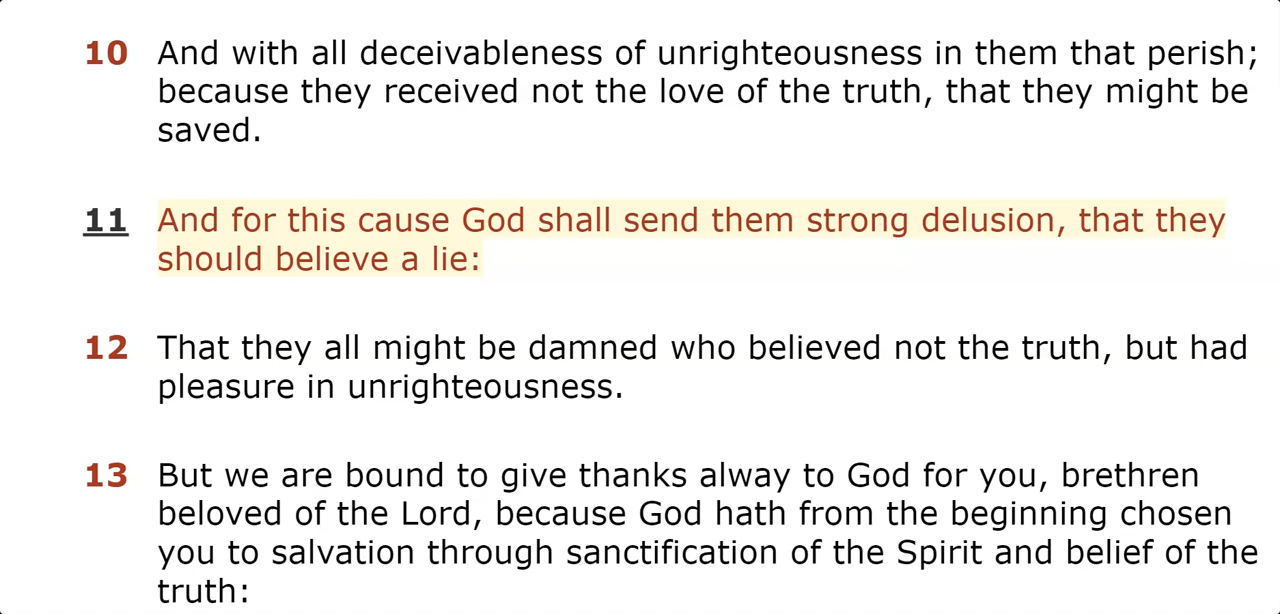 10 And with all deceivableness of unrighteousness in them that perish;
because they received not the love of the truth, that they might be
saved.
11 And for this cause God shall send them strong delusion, that they
should believe a lie:
12 That they all might be damned who believed not the truth, but had
pleasure in unrighteousness.
13 But we are bound to give thanks alway to God for you, brethren
beloved of the Lord, because God hath from the beginning chosen
you to salvation through sanctification of the Spirit and belief of the
truth: